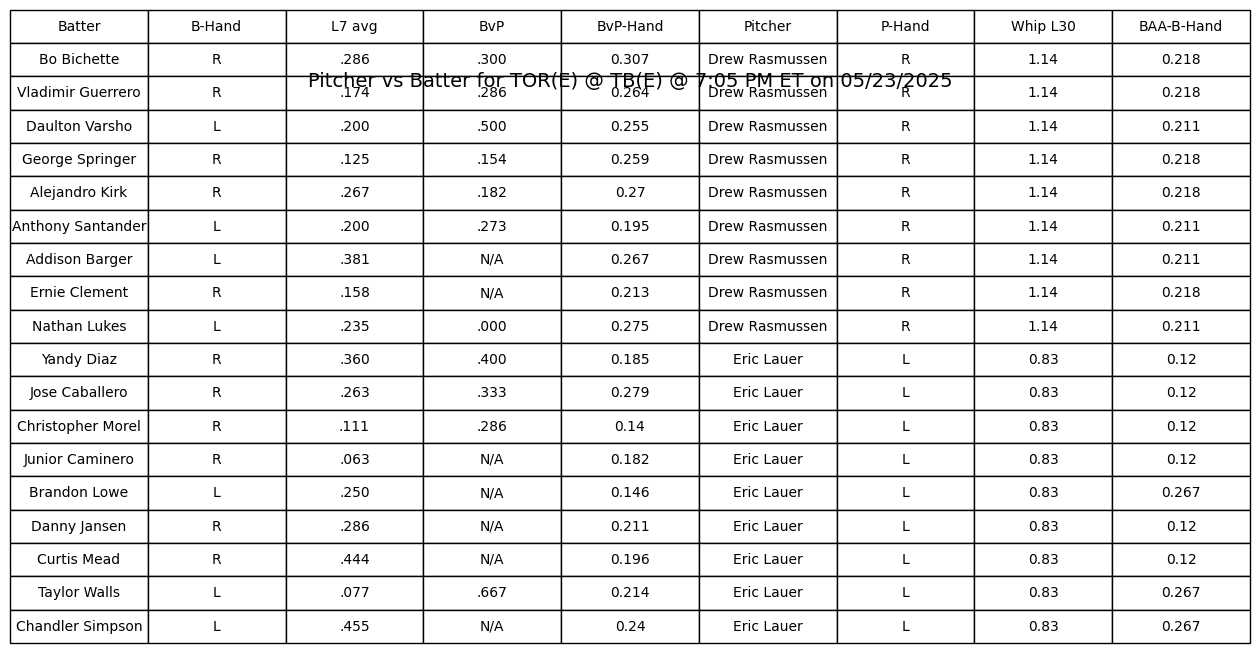 Batter B-Hand L7 avg BvP BvP-Hand Pitcher P-Hand Whip L30 BAA-B-Hand
Bo Bichette R .286 .300 0.307 Drew Rasmussen R 1.14 0.218
Pitcher vs Batter for TOR(E) @ TB(E) @ 7:05 PM ET on 05/23/2025
Vladimir Guerrero R .174 .286 0.264 Drew Rasmussen R 1.14 0.218
Daulton Varsho L .200 .500 0.255 Drew Rasmussen R 1.14 0.211
George Springer R .125 .154 0.259 Drew Rasmussen R 1.14 0.218
Alejandro Kirk R .267 .182 0.27 Drew Rasmussen R 1.14 0.218
Anthony Santander L .200 .273 0.195 Drew Rasmussen R 1.14 0.211
Addison Barger L .381 N/A 0.267 Drew Rasmussen R 1.14 0.211
Ernie Clement R .158 N/A 0.213 Drew Rasmussen R 1.14 0.218
Nathan Lukes L .235 .000 0.275 Drew Rasmussen R 1.14 0.211
Yandy Diaz R .360 .400 0.185 Eric Lauer L 0.83 0.12
Jose Caballero R .263 .333 0.279 Eric Lauer L 0.83 0.12
Christopher Morel R .111 .286 0.14 Eric Lauer L 0.83 0.12
Junior Caminero R .063 N/A 0.182 Eric Lauer L 0.83 0.12
Brandon Lowe L .250 N/A 0.146 Eric Lauer L 0.83 0.267
Danny Jansen R .286 N/A 0.211 Eric Lauer L 0.83 0.12
Curtis Mead R .444 N/A 0.196 Eric Lauer L 0.83 0.12
Taylor Walls L .077 .667 0.214 Eric Lauer L 0.83 0.267
Chandler Simpson L .455 N/A 0.24 Eric Lauer L 0.83 0.267